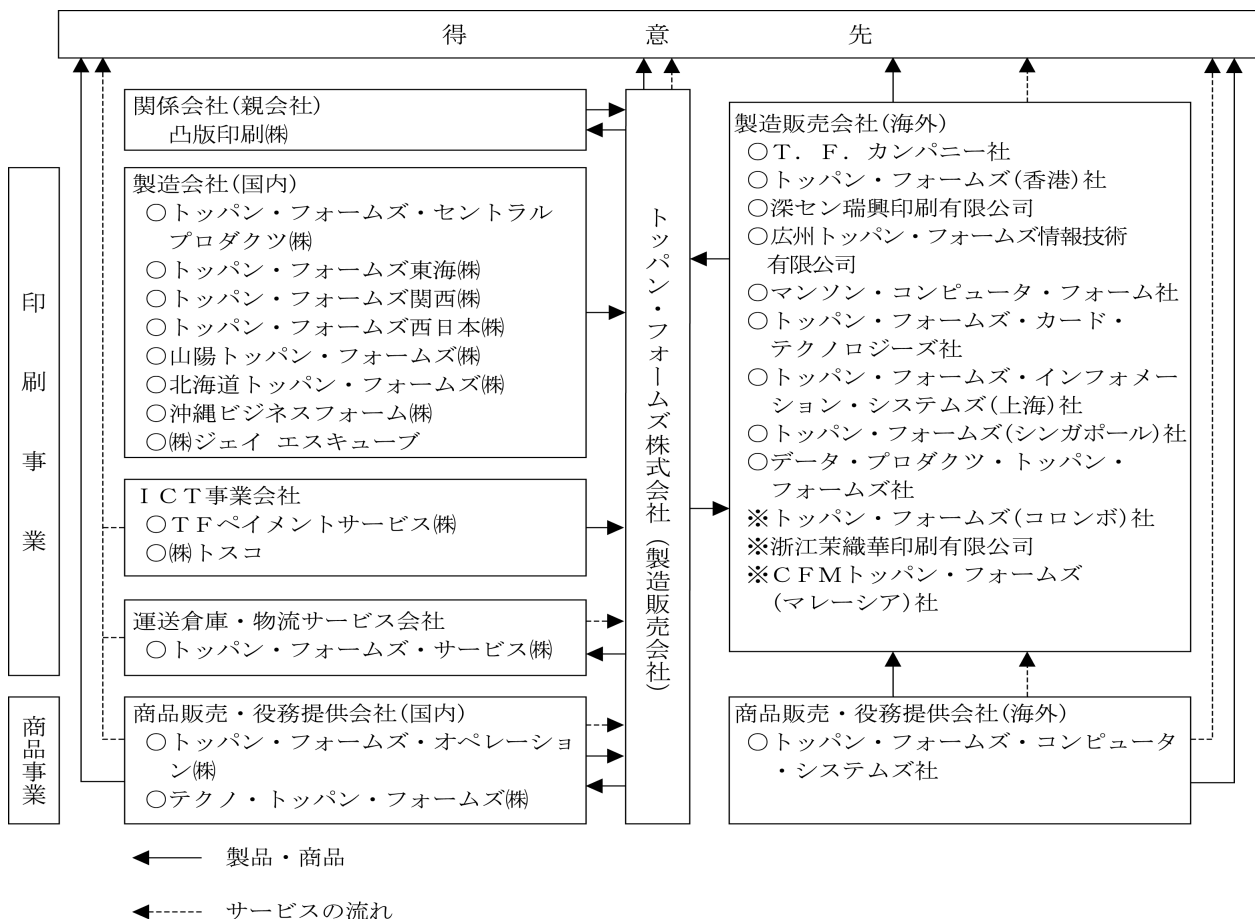 得意先
関係会社(親会社)
凸版印刷㈱
印刷事業
製造会社(国内)
○トッパン・フォームズ・セントラル
プロダクツ㈱
○トッパン・フォームズ東海㈱
○トッパン・フォームズ関西㈱
○トッパン・フォームズ西日本㈱
○山陽トッパン・フォームズ㈱
○北海道トッパン・フォームズ㈱
○沖縄ビジネスフォーム㈱
○㈱ジェイ エスキューブ
ICT事業会社
○TFペイメントサービス㈱
○㈱トスコ
運送倉庫・物流サービス会社
○トッパン・フォームズ・サービス㈱
商品事業
商品販売・役務提供会社(国内)
○トッパン・フォームズ・オペレーショ
ン㈱
○テクノ・トッパン・フォームズ㈱
トッパン・フォームズ株式会社(製造販売会社)
製造販売会社(海外)
○T.F.カンパニー社
○トッパン・フォームズ(香港)社
○深セン瑞興印刷有限公司
○広州トッパン・フォームズ情報技術
有限公司
○マンソン・コンピュータ・フォーム社
○トッパン・フォームズ・カード・
テクノロジーズ社
○トッパン・フォームズ・インフォメー
ション・システムズ(上海)社
○トッパン・フォームズ(シンガポール)社
○データ・プロダクツ・トッパン・
フォームズ社
※トッパン・フォームズ(コロンボ)社
※浙江茉織華印刷有限公司
※CFMトッパン・フォームズ
(マレーシア)社
商品販売・役務提供会社(海外)
○トッパン・フォームズ・コンピュータ
・システムズ社
製品・商品
サービスの流れ